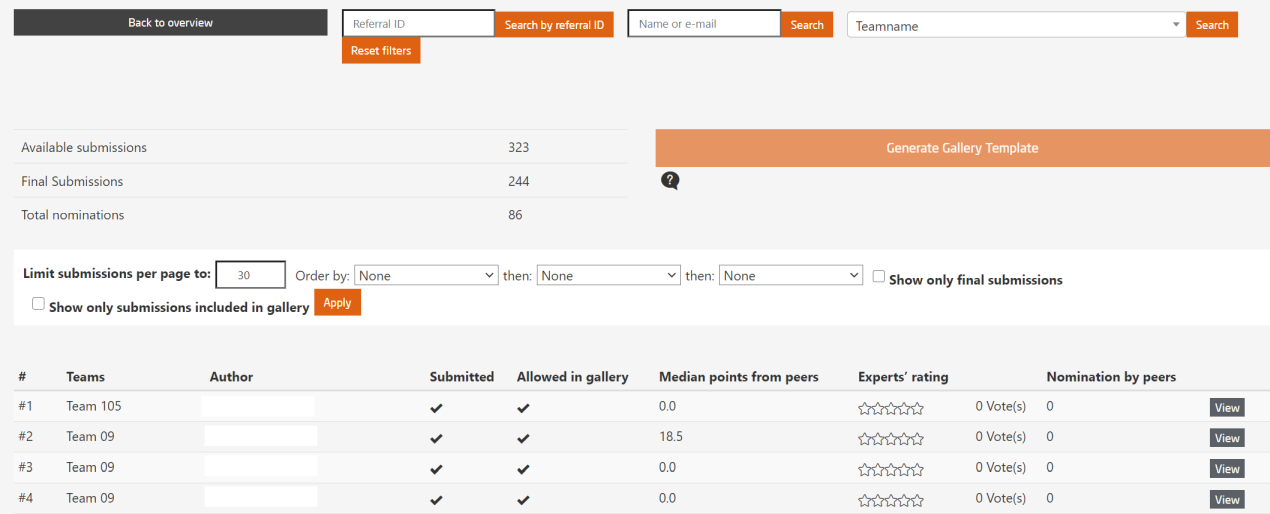 Back to overview
Referral ID Search by referral ID Name or e-mail Search Teamname Search
Reset filters
Available submissions 323
Generate Gallery Template
Final Submissions 244
?
Total nominations 86
Limit submissions per page to: 30 Order by: None then: None then: None Show only final submissions
Show only submissions included in gallery Apply
# Teams Author Submitted Allowed in gallery Median points from peers Experts’ rating Nomination by peers
#1 Team 105 0.0 0 Vote(s) 0 View
#2 Team 09 18.5 0 Vote(s) 0 View
#3 Team 09 0.0 0 Vote(s) 0 View
#4 Team 09 0.0 0 Vote(s) 0 View